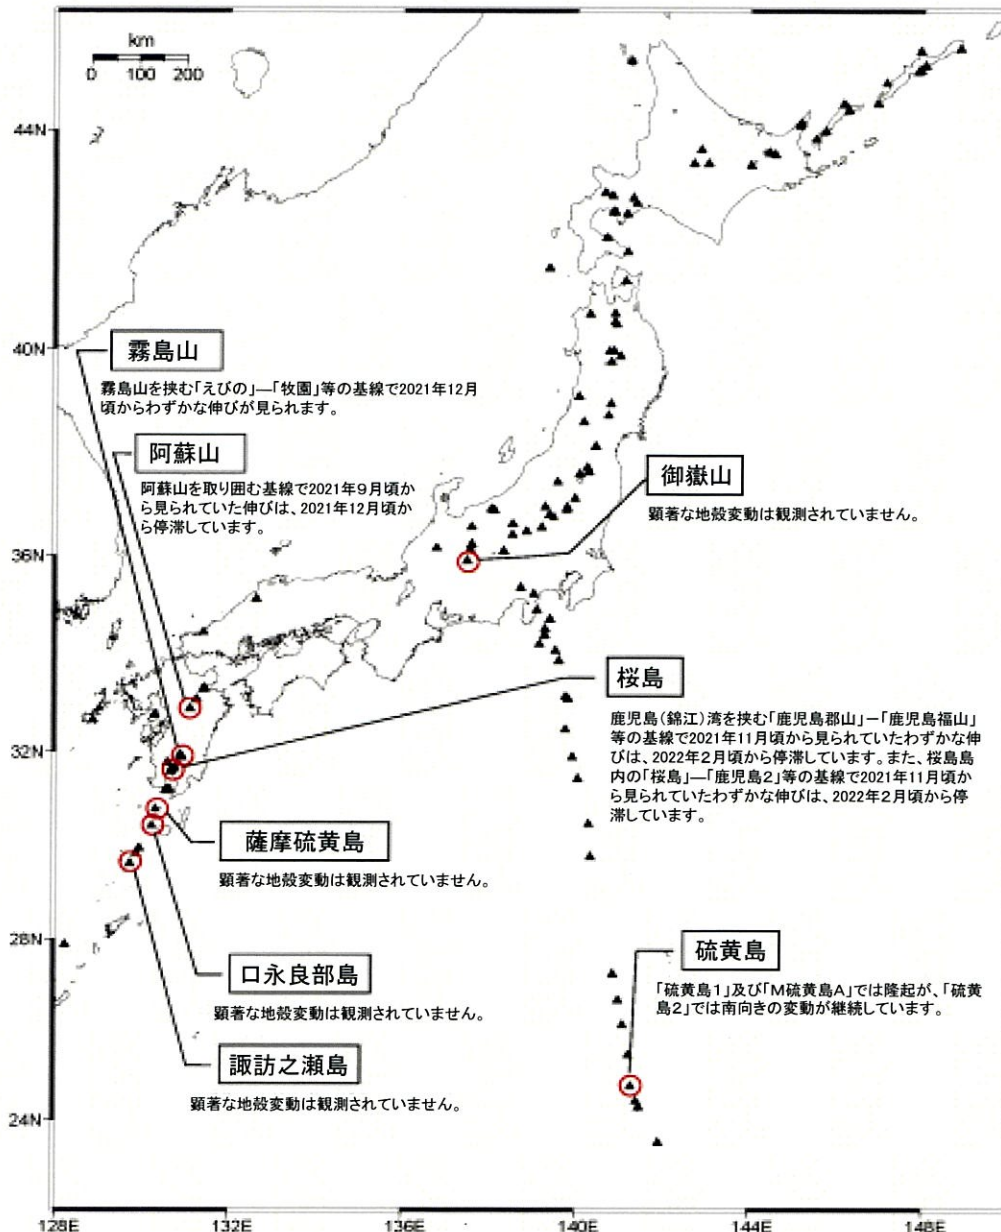 km
0 100 200
44N
40N
36N
32N
28N
24N
128E 132E 136E 140E 144E 148E
霧島山
霧島山を挟む「えびの」―「牧園」等の基線で2021年12月
頃からわずかな伸びが見られます。
阿蘇山
阿蘇山を取り囲む基線で2021年9月頃か
ら見られていた伸びは、2021年12月頃か
ら停滞しています。
御嶽山
顕著な地殻変動は観測されていません。
桜島
鹿児島(錦江)湾を挟む「鹿児島郡山」－「鹿児島福山」
等の基線で2021年11月頃から見られていたわずかな伸
びは、2022年2月頃から停滞しています。また、桜島島
内の「桜島」―「鹿児島2」等の基線で2021年11月頃か
ら見られていたわずかな伸びは、2022年2月頃から停
滞しています。
薩摩硫黄島
顕著な地殻変動は観測されていません。
口永良部島
顕著な地殻変動は観測されていません。
諏訪之瀬島
顕著な地殻変動は観測されていません。
硫黄島
「硫黄島1」及び「M硫黄島A」では隆起が、「硫黄
島2」では南向きの変動が継続しています。